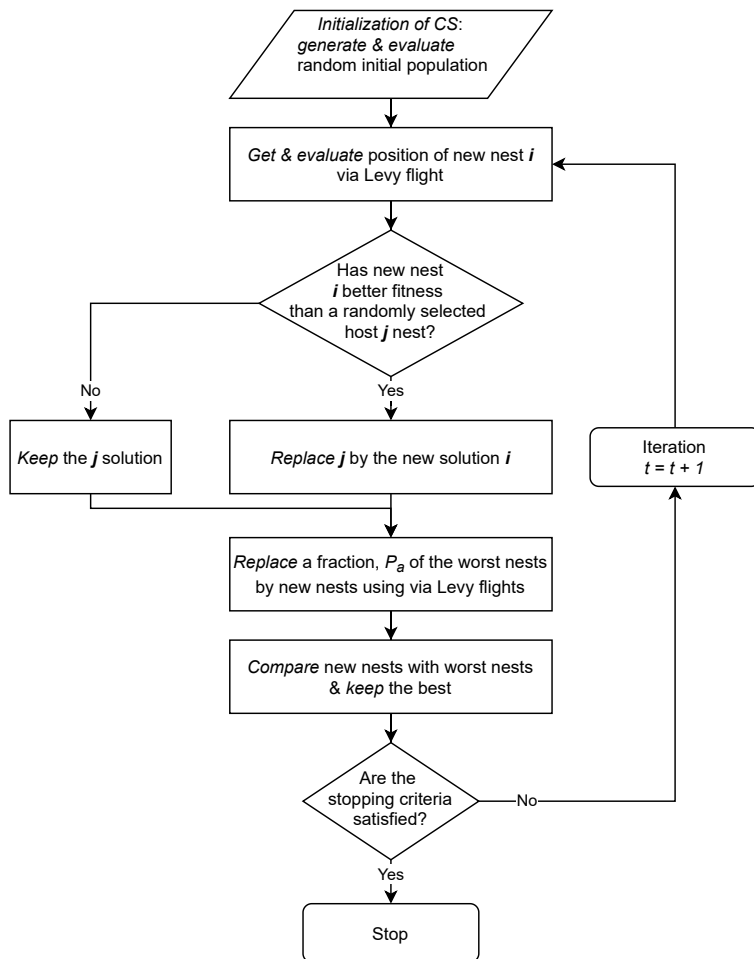 Initialization of CS:
generate & evaluate
random initial population
Get & evaluate position of new nest i
via Levy flight
Has new nest
i better fitness
than a randomly selected
host j nest?
No
Yes
Keep the j solution
Replace j by the new solution i
Iteration
t = t + 1
Replace a fraction, Pa of the worst nests
by new nests using via Levy flights
Compare new nests with worst nests
& keep the best
Are the
stopping criteria
satisfied?
No
Yes
Stop